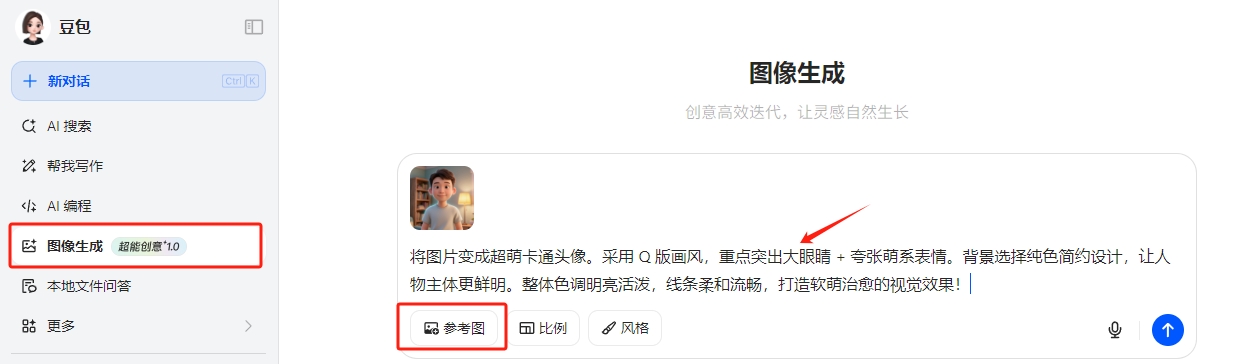 豆包
新对话 Ctrl K
AI 搜索
帮我写作
AI 编程
图像生成 超能创意*1.0
本地文件问答
更多
图像生成
创意高效迭代，让灵感自然生长
将图片变成超萌卡通头像。采用 Q 版画风，重点突出大眼睛 + 夸张萌系表情。背景选择纯色简约设计，让人
物主体更鲜明。整体色调明亮活泼，线条柔和流畅，打造软萌治愈的视觉效果！
参考图 比例 风格